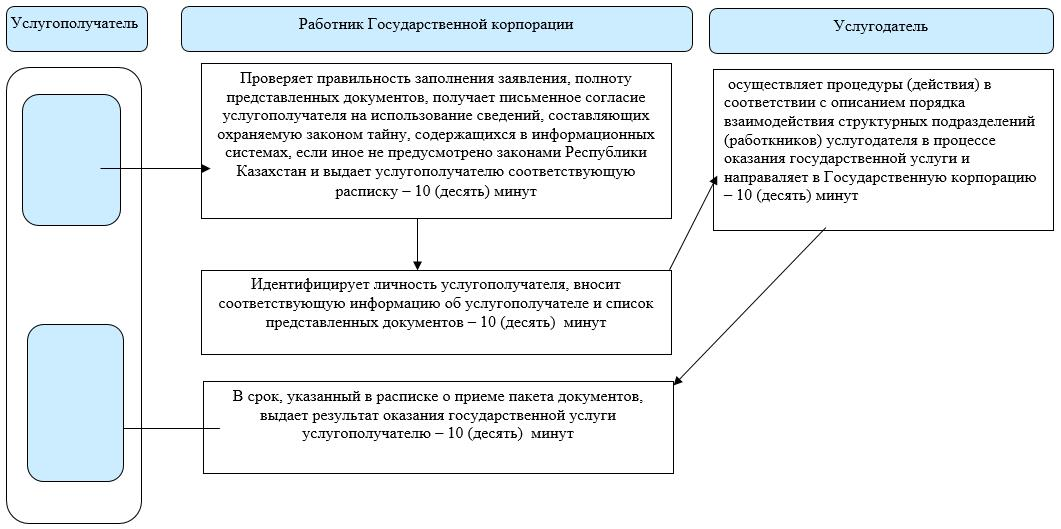 Услугополучатель
Работник Государственной корпорации
Услугодатель
Проверяет правильность заполнения заявления, полноту
представленных документов, получает письменное согласие
услугополучателя на использование сведений, составляющих
охраняемую законом тайну, содержащихся в информационных
системах, если иное не предусмотрено законами Республики
Казахстан и выдает услугополучателю соответствующую
расписку – 10 (десять) минут
осуществляет процедуры (действия) в
соответствии с описанием порядка
взаимодействия структурных подразделений
(работкников) услугодателя в процессе
оказания государственной услуги и
направаляет в Государственную корпорацию
– 10 (десять) минут
Идентифицирует личность услугополучателя, вносит
соответствующую информацию об услугополучателе и список
представленных документов – 10 (десять) минут
В срок, указанный в расписке о приеме пакета документов,
выдает результат оказания государственной услуги
услугополучателю – 10 (десять) минут